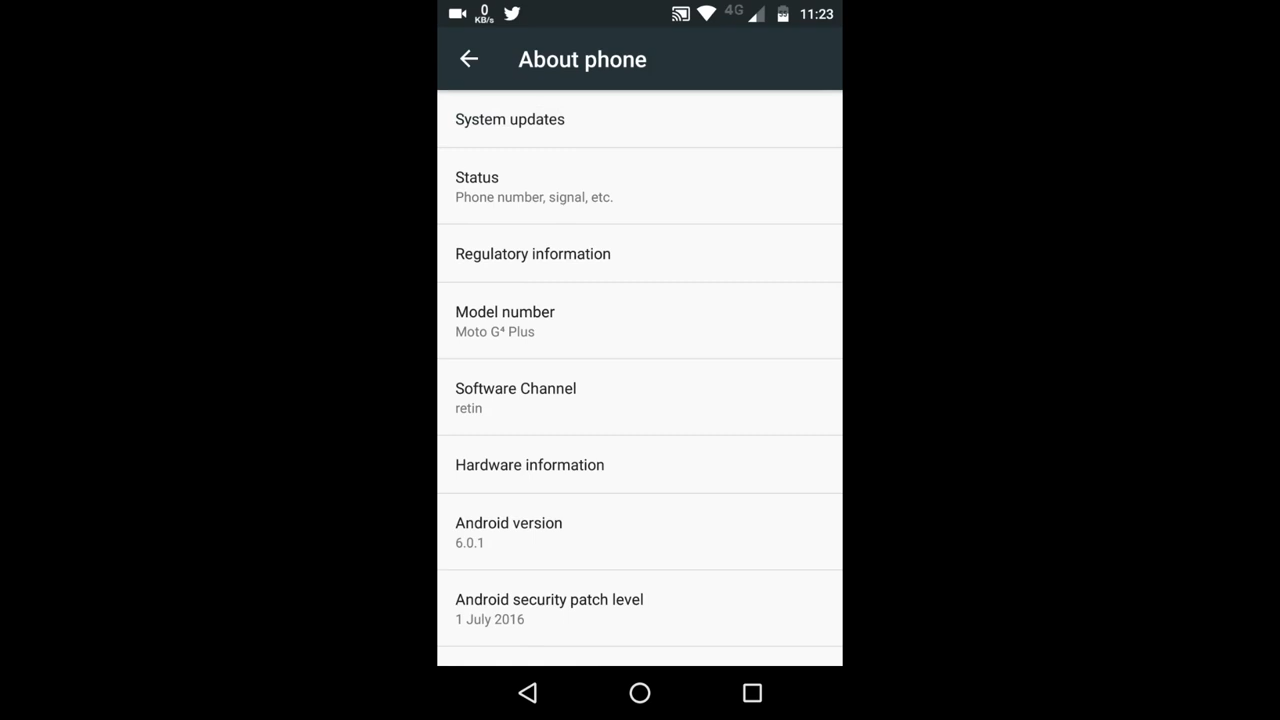 0
KB/s
4G
11:23
About phone
System updates
Status
Phone number, signal, etc.
Regulatory information
Model number
Moto G⁴ Plus
Software Channel
retin
Hardware information
Android version
6.0.1
Android security patch level
1 July 2016